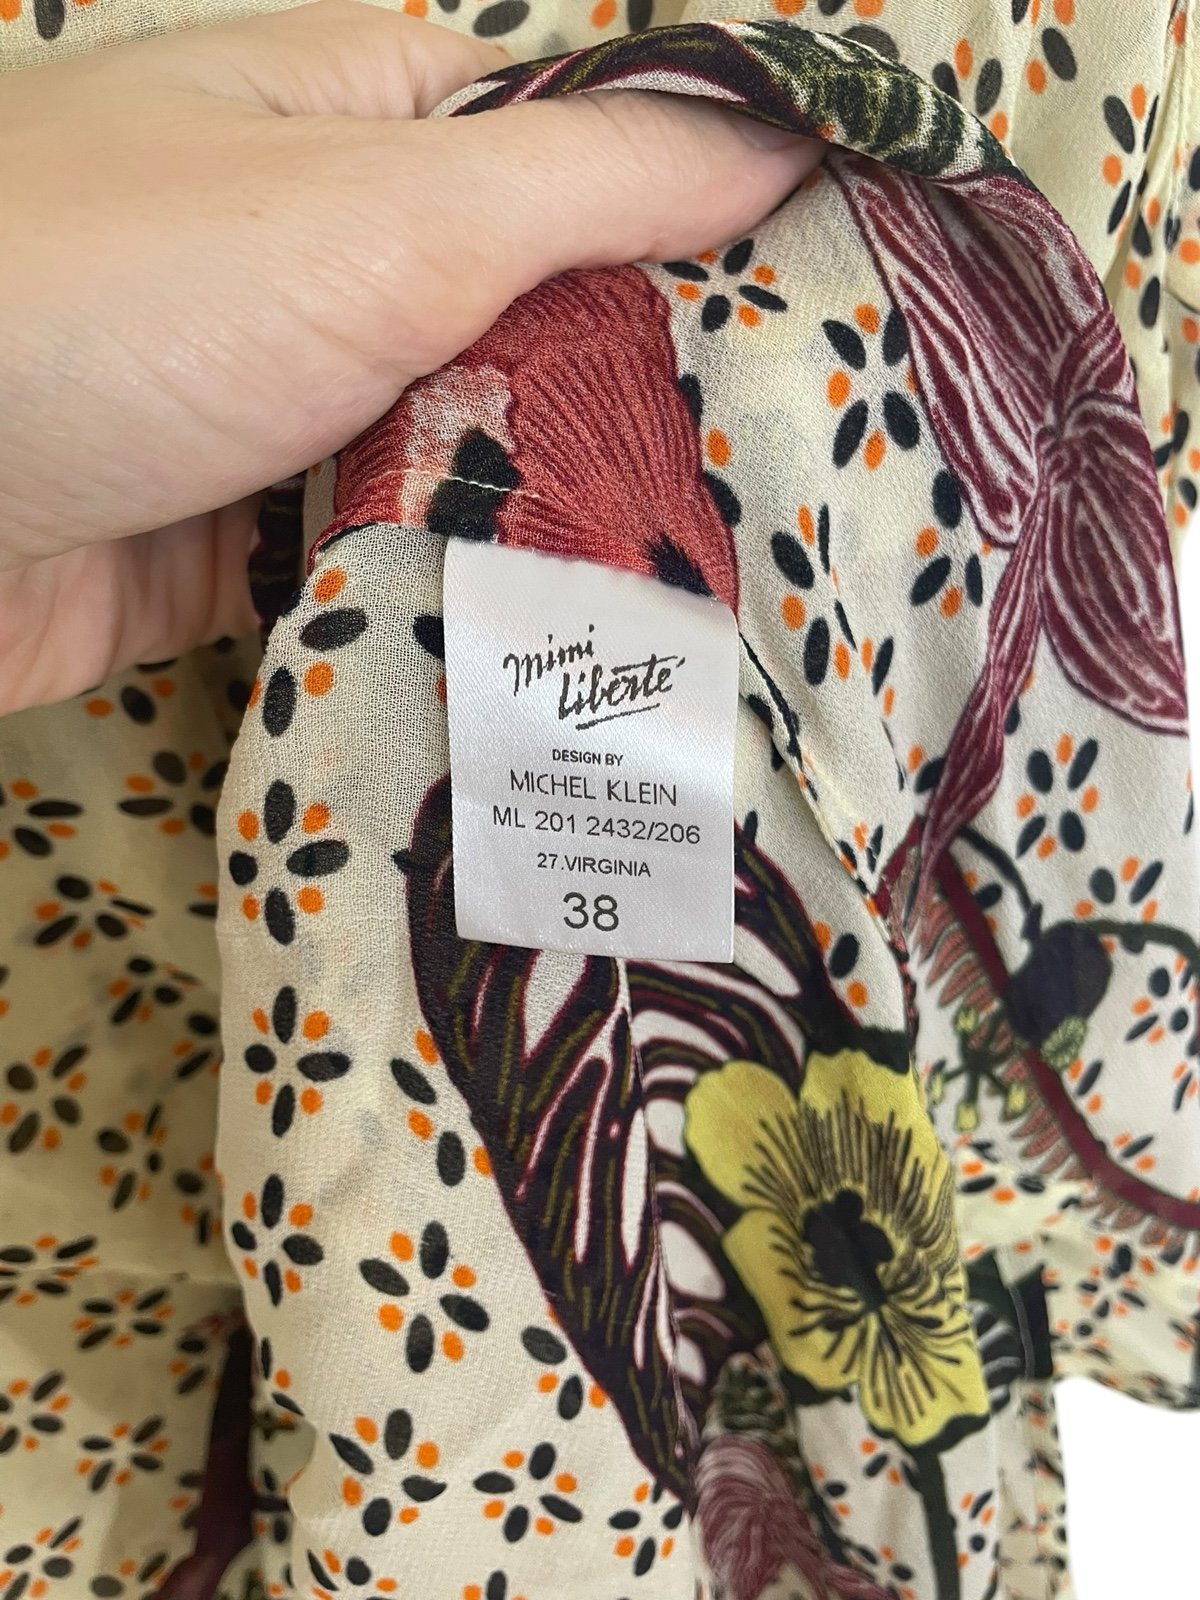 mimi
liberté
DESIGN BY
MICHEL KLEIN
ML 201 2432/206
27.VIRGINIA
38